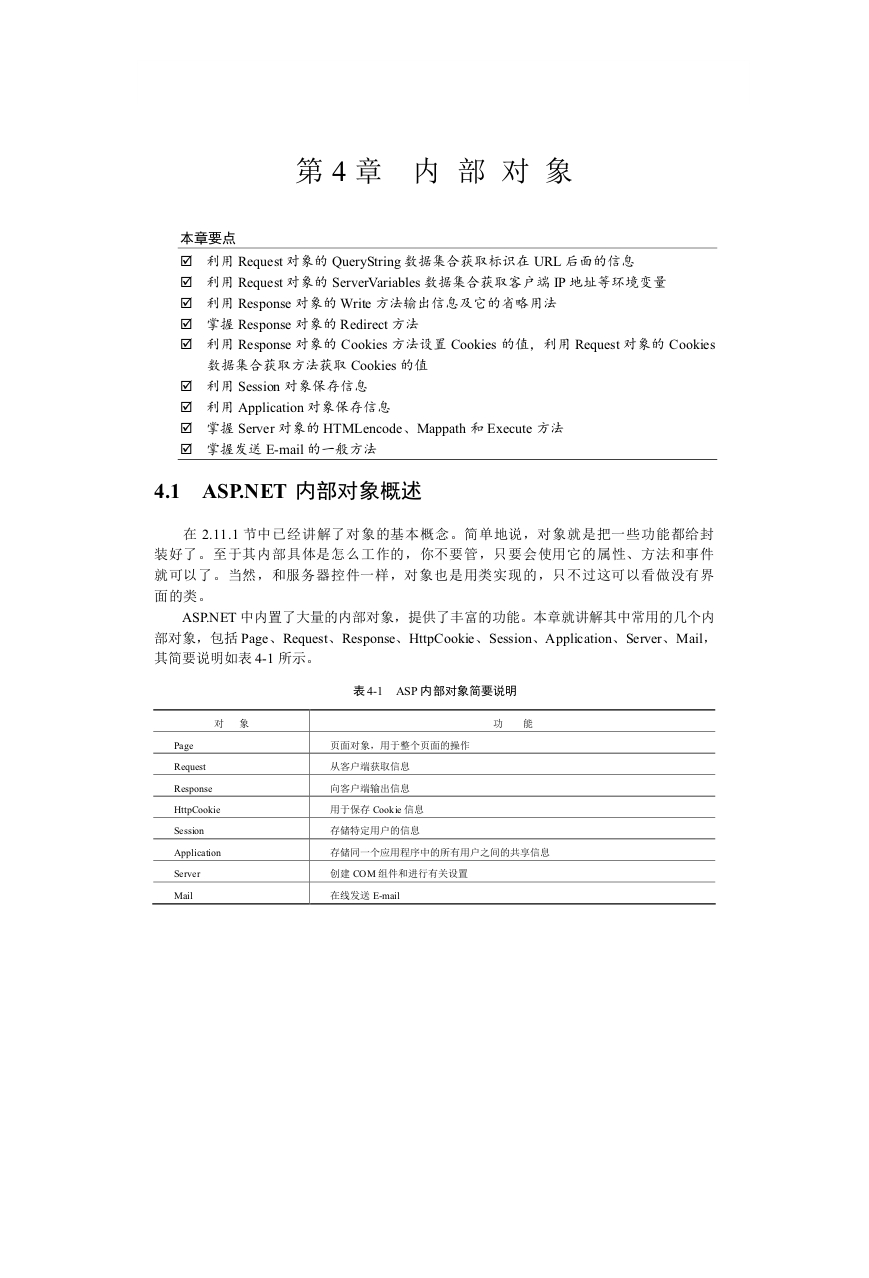 第 4 章 内 部 对 象
本章要点
☑ 利用 Request 对象的 QueryString 数据集合获取标识在 URL 后面的信息
☑ 利用 Request 对象的 ServerVariables 数据集合获取客户端 IP 地址等环境变量
☑ 利用 Response 对象的 Write 方法输出信息及它的省略用法
☑ 掌握 Response 对象的 Redirect 方法
☑ 利用 Response 对象的 Cookies 方法设置 Cookies 的值，利用 Request 对象的 Cookies
数据集合获取方法获取 Cookies 的值
☑ 利用 Session 对象保存信息
☑ 利用 Application 对象保存信息
☑ 掌握 Server 对象的 HTMLencode、Mappath 和 Execute 方法
☑ 掌握发送 E-mail 的一般方法
4.1 ASP.NET 内部对象概述
在 2.11.1 节中已经讲解了对象的基本概念。简单地说，对象就是把一些功能都给封
装好了。至于其内部具体是怎么工作的，你不要管，只要会使用它的属性、方法和事件
就可以了。当然，和服务器控件一样，对象也是用类实现的，只不过这可以看做没有界
面的类。
ASP.NET 中内置了大量的内部对象，提供了丰富的功能。本章就讲解其中常用的几个内
部对象，包括 Page、Request、Response、HttpCookie、Session、Application、Server、Mail，
其简要说明如表 4-1 所示。
表 4-1 ASP 内部对象简要说明
对 象 功 能
Page 页面对象，用于整个页面的操作
Request 从客户端获取信息
Response 向客户端输出信息
HttpCookie 用于保存 Cookie 信息
Session 存储特定用户的信息
Application 存储同一个应用程序中的所有用户之间的共享信息
Server 创建 COM 组件和进行有关设置
Mail 在线发送 E-mail